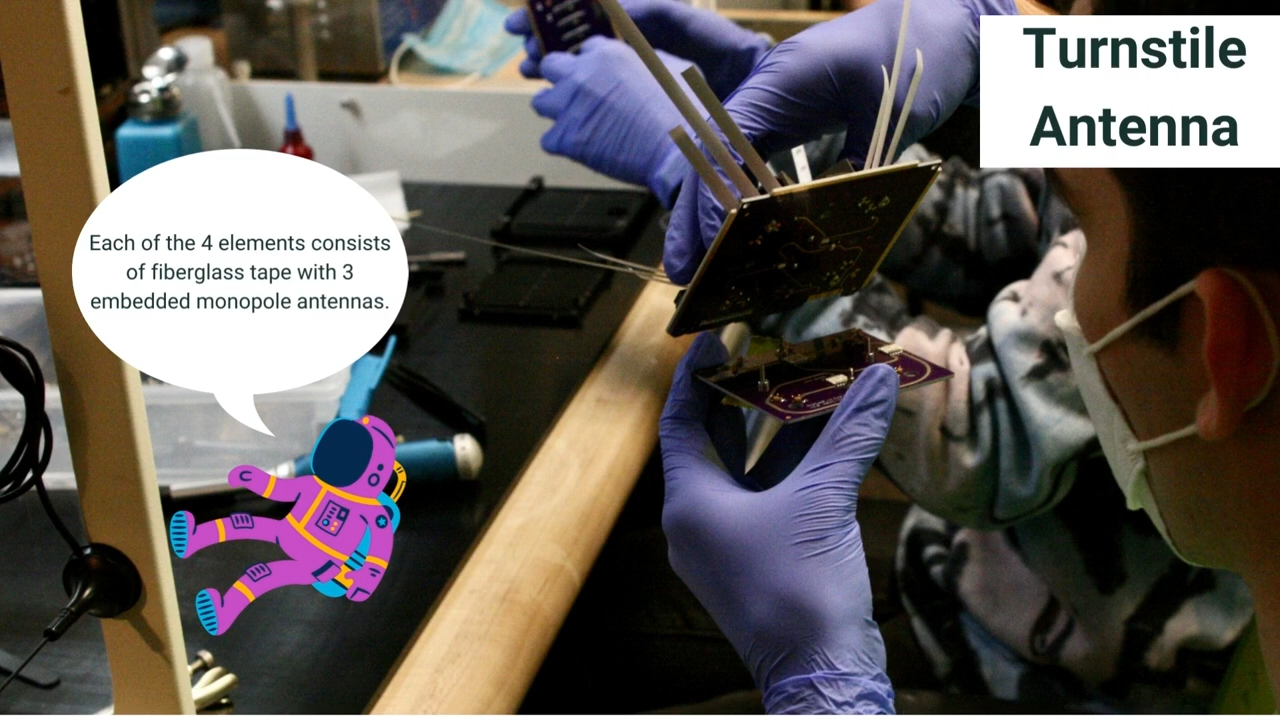 Turnstile
Antenna
Each of the 4 elements consists
of fiberglass tape with 3
embedded monopole antennas.